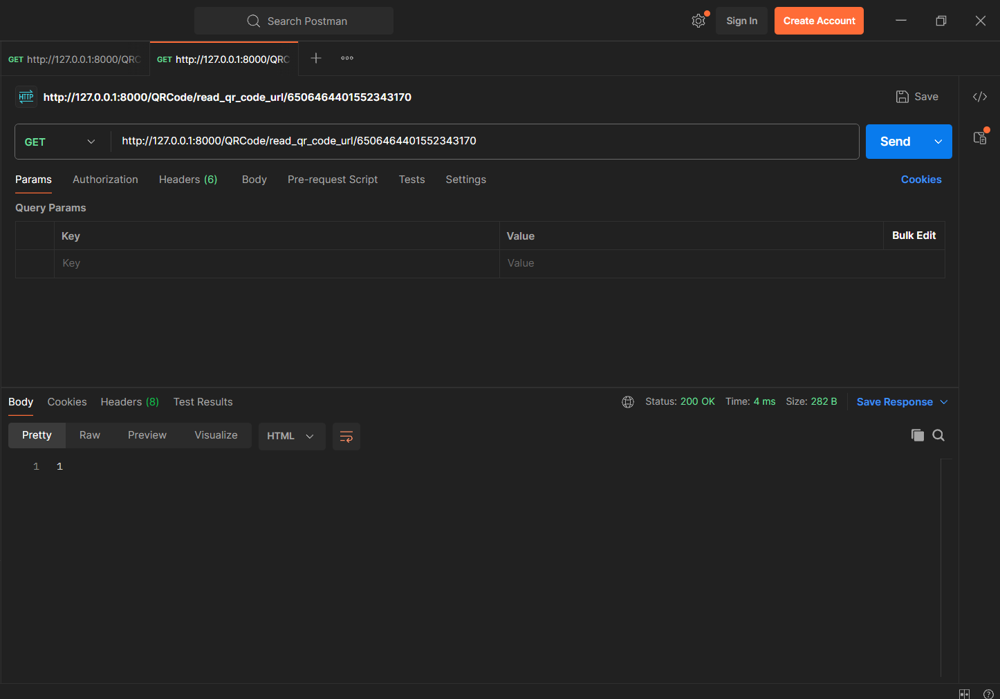 Search Postman
Sign In
Create Account
GET http://127.0.0.1:8000/QRC
GET http://127.0.0.1:8000/QRC
HTTP
http://127.0.0.1:8000/QRCode/read_qr_code_url/6506464401552343170
Save
GET
http://127.0.0.1:8000/QRCode/read_qr_code_url/6506464401552343170
Send
Params Authorization Headers (6) Body Pre-request Script Tests Settings
Cookies
Query Params
Key Value Bulk Edit
Key Value
Body Cookies Headers (8) Test Results
Status: 200 OK Time: 4 ms Size: 282 B Save Response
Pretty Raw Preview Visualize HTML
1 1